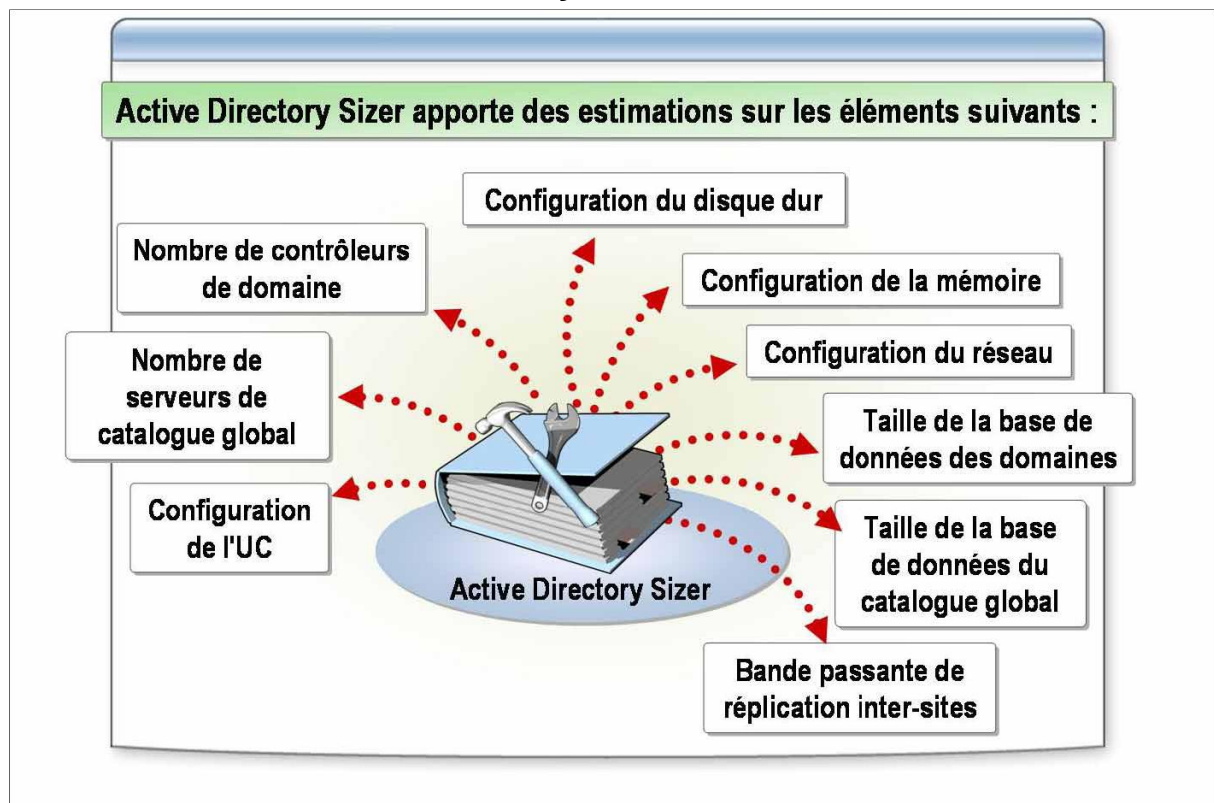 Active Directory Sizer apporte des estimations sur les éléments suivants :
Configuration du disque dur
Nombre de contrôleurs
de domaine
Configuration de la mémoire
Nombre de
serveurs de
catalogue global
Configuration du réseau
Taille de la base de
données des domaines
Configuration
de l'UC
Taille de la base
de données du
catalogue global
Active Directory Sizer
Bande passante de
réplication inter-sites